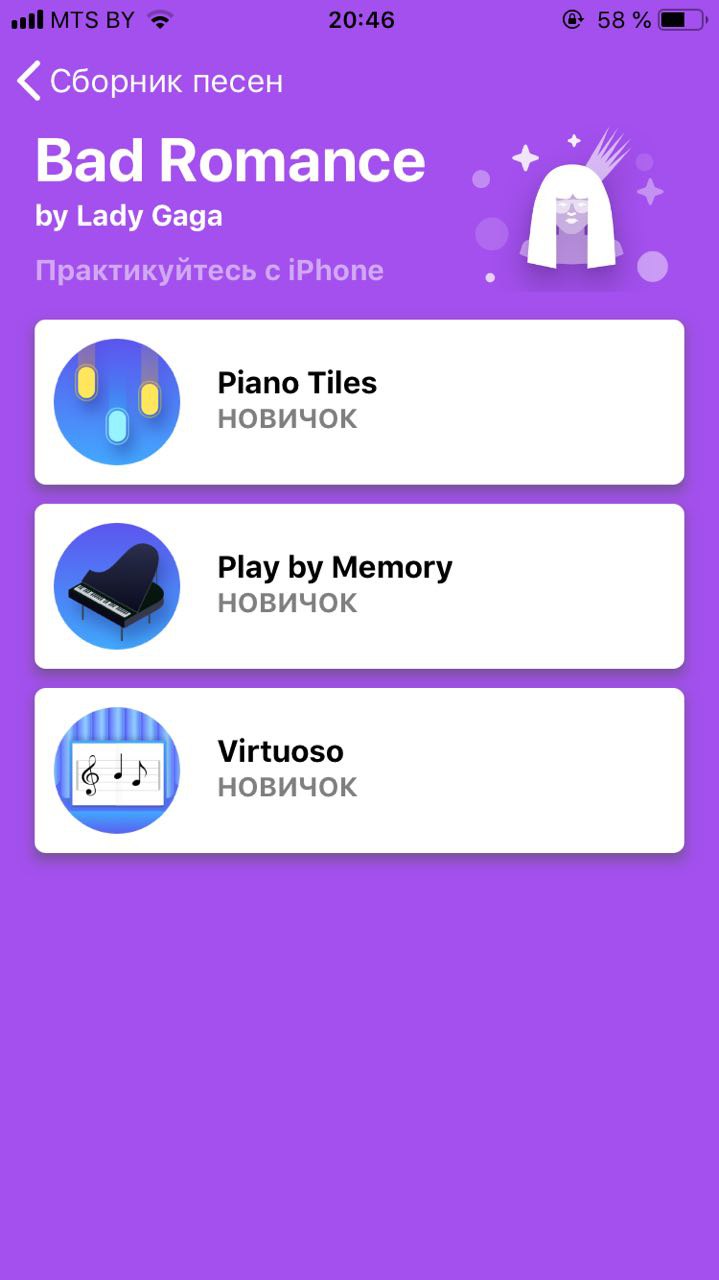 MTS BY 20:46 58 %
Сборник песен
Bad Romance
by Lady Gaga
Практикуйтесь с iPhone
Piano Tiles
НОВИЧОК
Play by Memory
НОВИЧОК
Virtuoso
НОВИЧОК